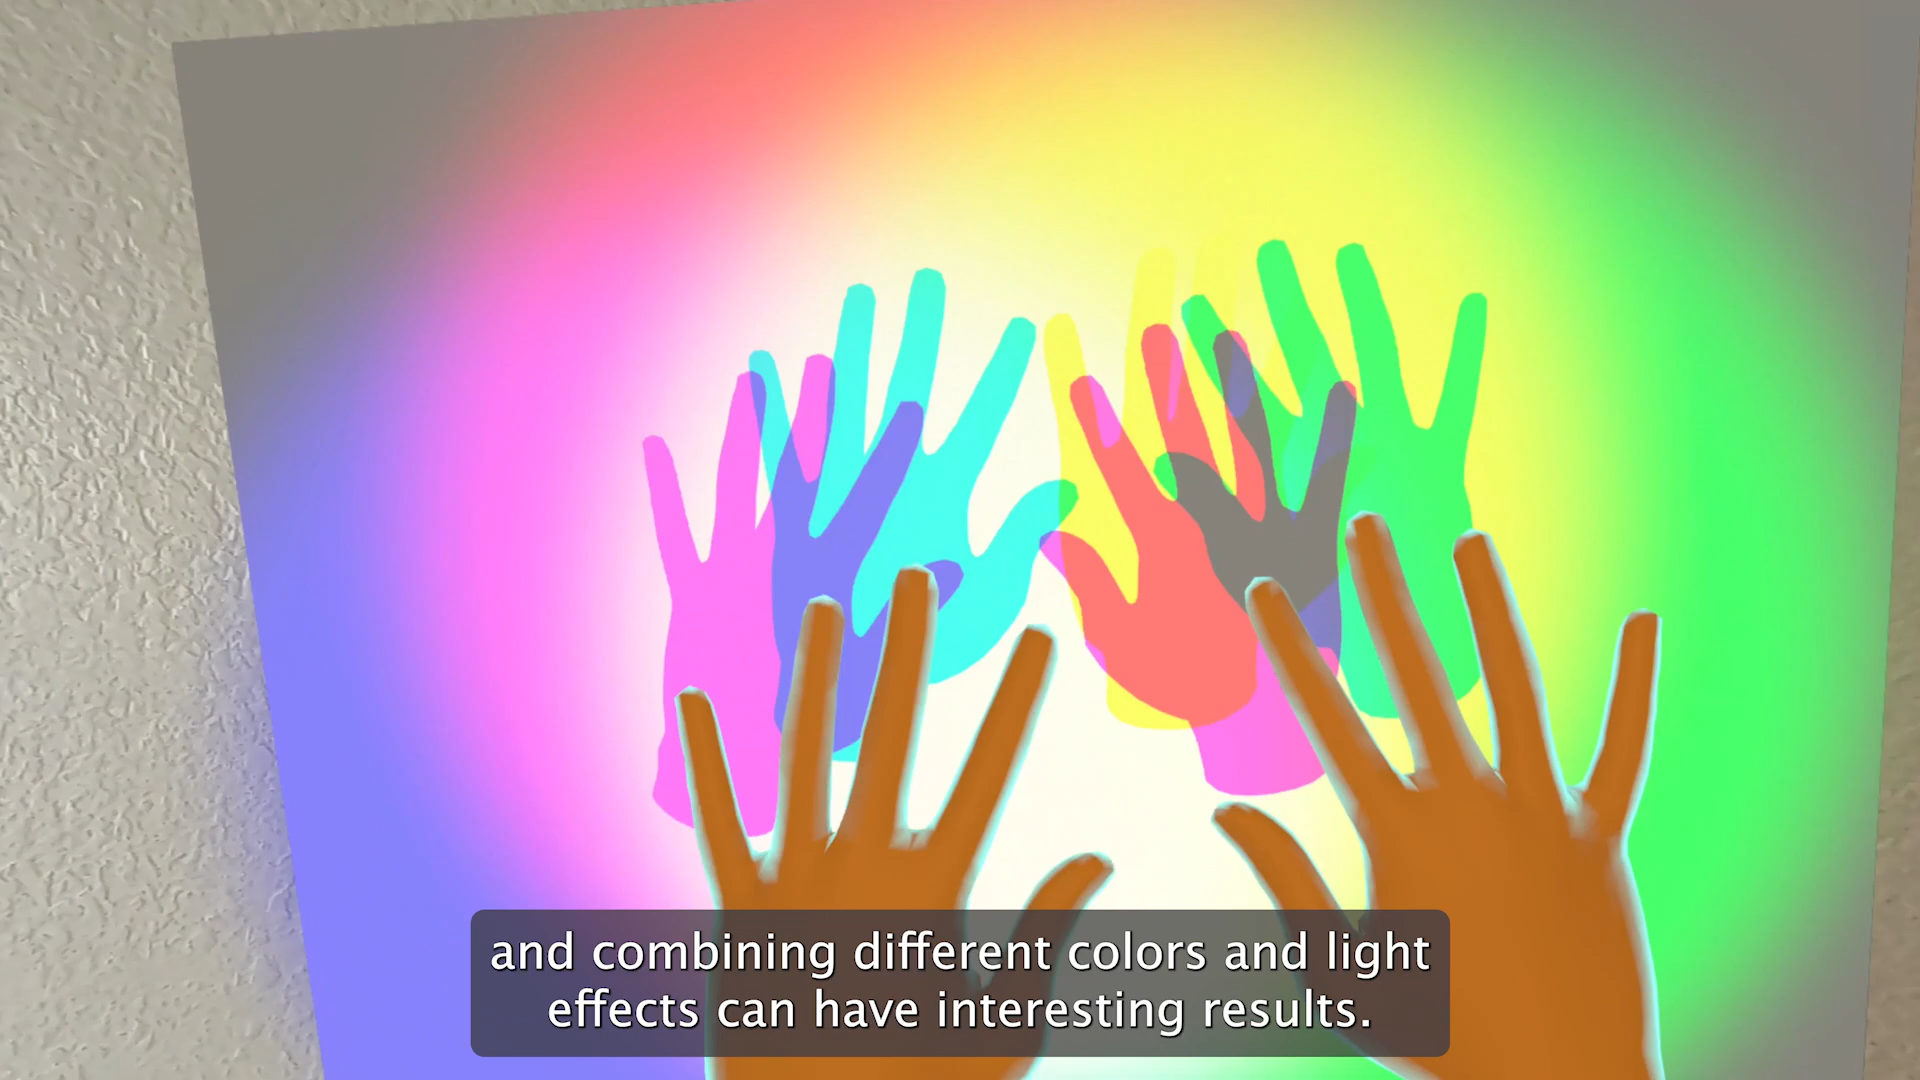 and combining different colors and light
effects can have interesting results.